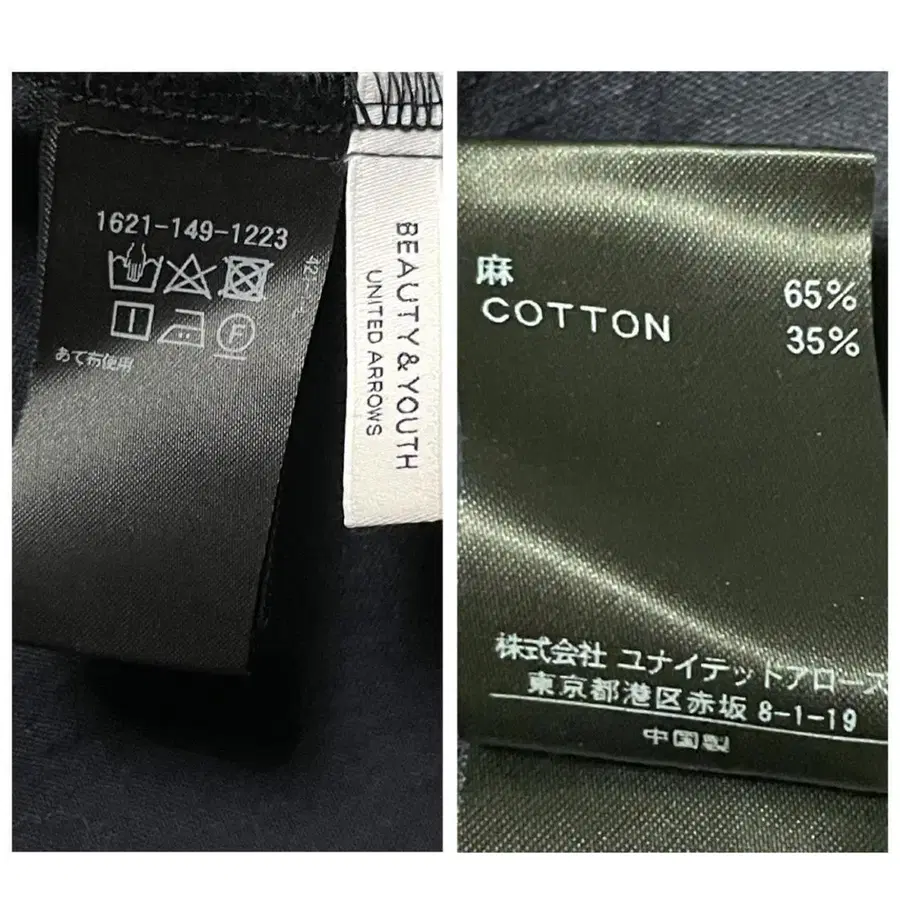 1621-149-1223
F
あて布使用
BEAUTY & YOUTH
UNITED ARROWS
麻 65%
COTTON 35%
株式会社 ユナイテッドアローズ
東京都港区赤坂 8-1-19
中国製